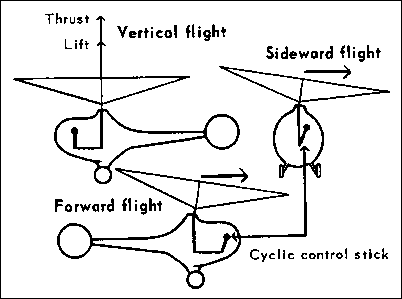 Thrust
Lift
Vertical flight
Sideward flight
Forward flight
Cyclic control stick